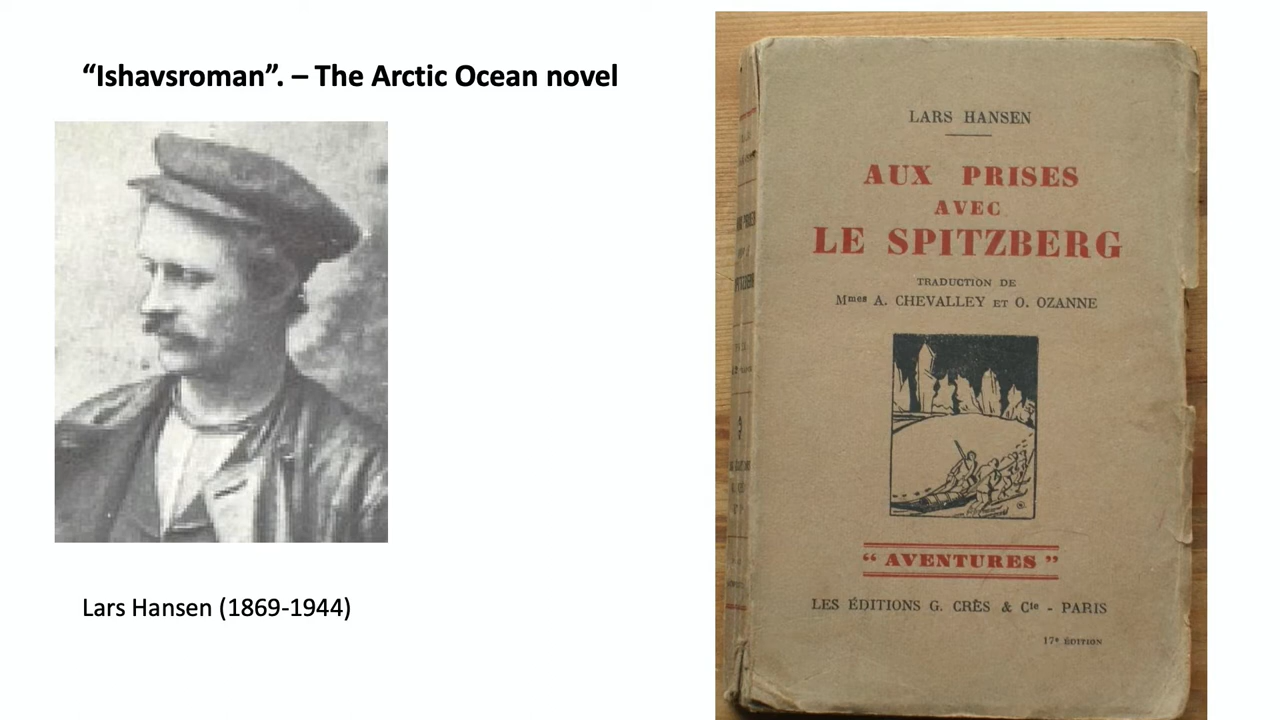 “Ishavsroman”. – The Arctic Ocean novel
Lars Hansen (1869-1944)
LARS HANSEN
AUX PRISES
AVEC
LE SPITZBERG
TRADUCTION DE
Mmes A. CHEVALLEY ET O. OZANNE
“ AVENTURES ”
LES ÉDITIONS G. CRÈS & Cie - PARIS
17e ÉDITION